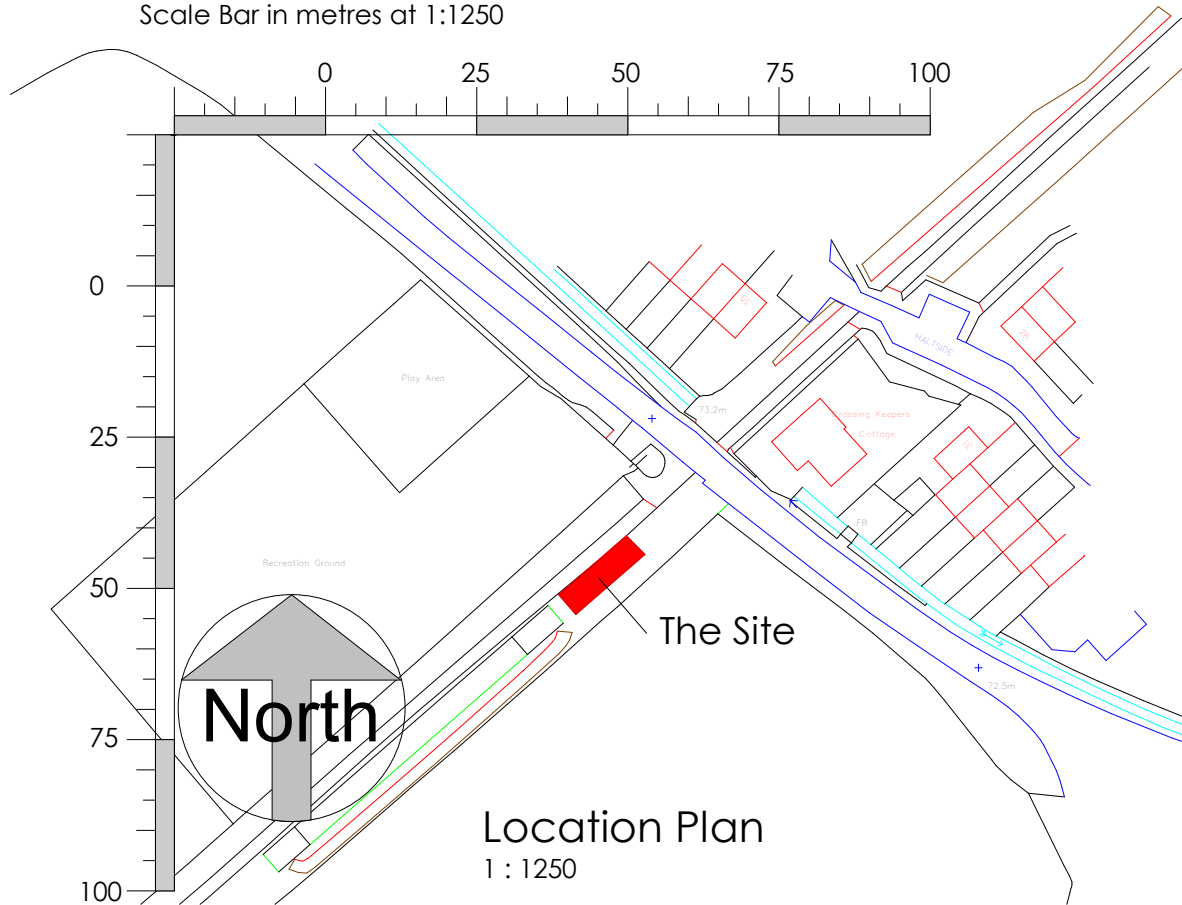 Scale Bar in metres at 1:1250
0 25 50 75 100
0
25
50
75
100
Play Area
73.2m
HALTSIDE
26
Crossing Keepers
Cottage
FB
Recreation Ground
The Site
72.5m
North
Location Plan
1 : 1250